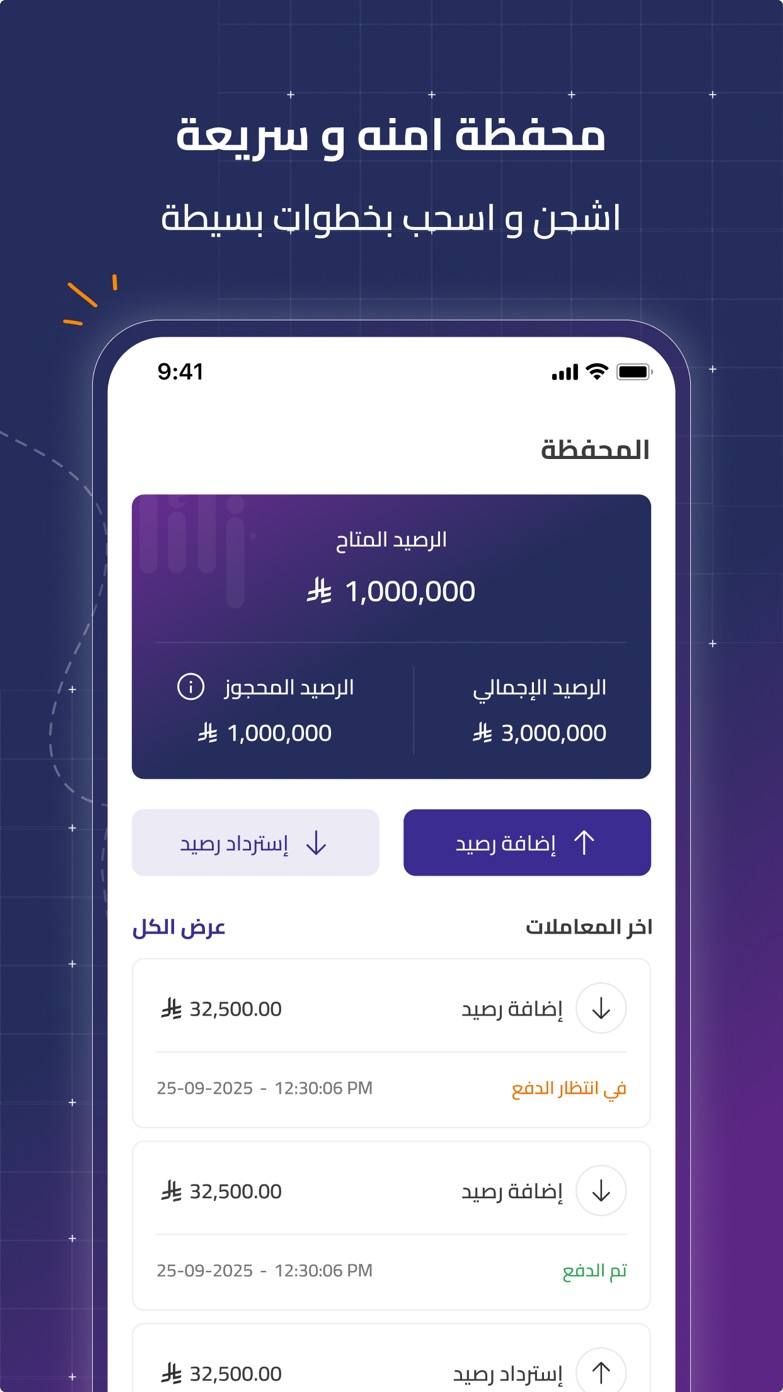 محفظة امنه و سريعة
اشحن و اسحب بخطوات بسيطة
9:41
المحفظة
الرصيد المتاح
1,000,000 ⃁
الرصيد الإجمالي
3,000,000 ⃁
الرصيد المحجوز
1,000,000 ⃁
إضافة رصيد
إسترداد رصيد
اخر المعاملات
عرض الكل
إضافة رصيد
32,500.00 ⃁
في انتظار الدفع
25-09-2025 - 12:30:06 PM
إضافة رصيد
32,500.00 ⃁
تم الدفع
25-09-2025 - 12:30:06 PM
إسترداد رصيد
32,500.00 ⃁